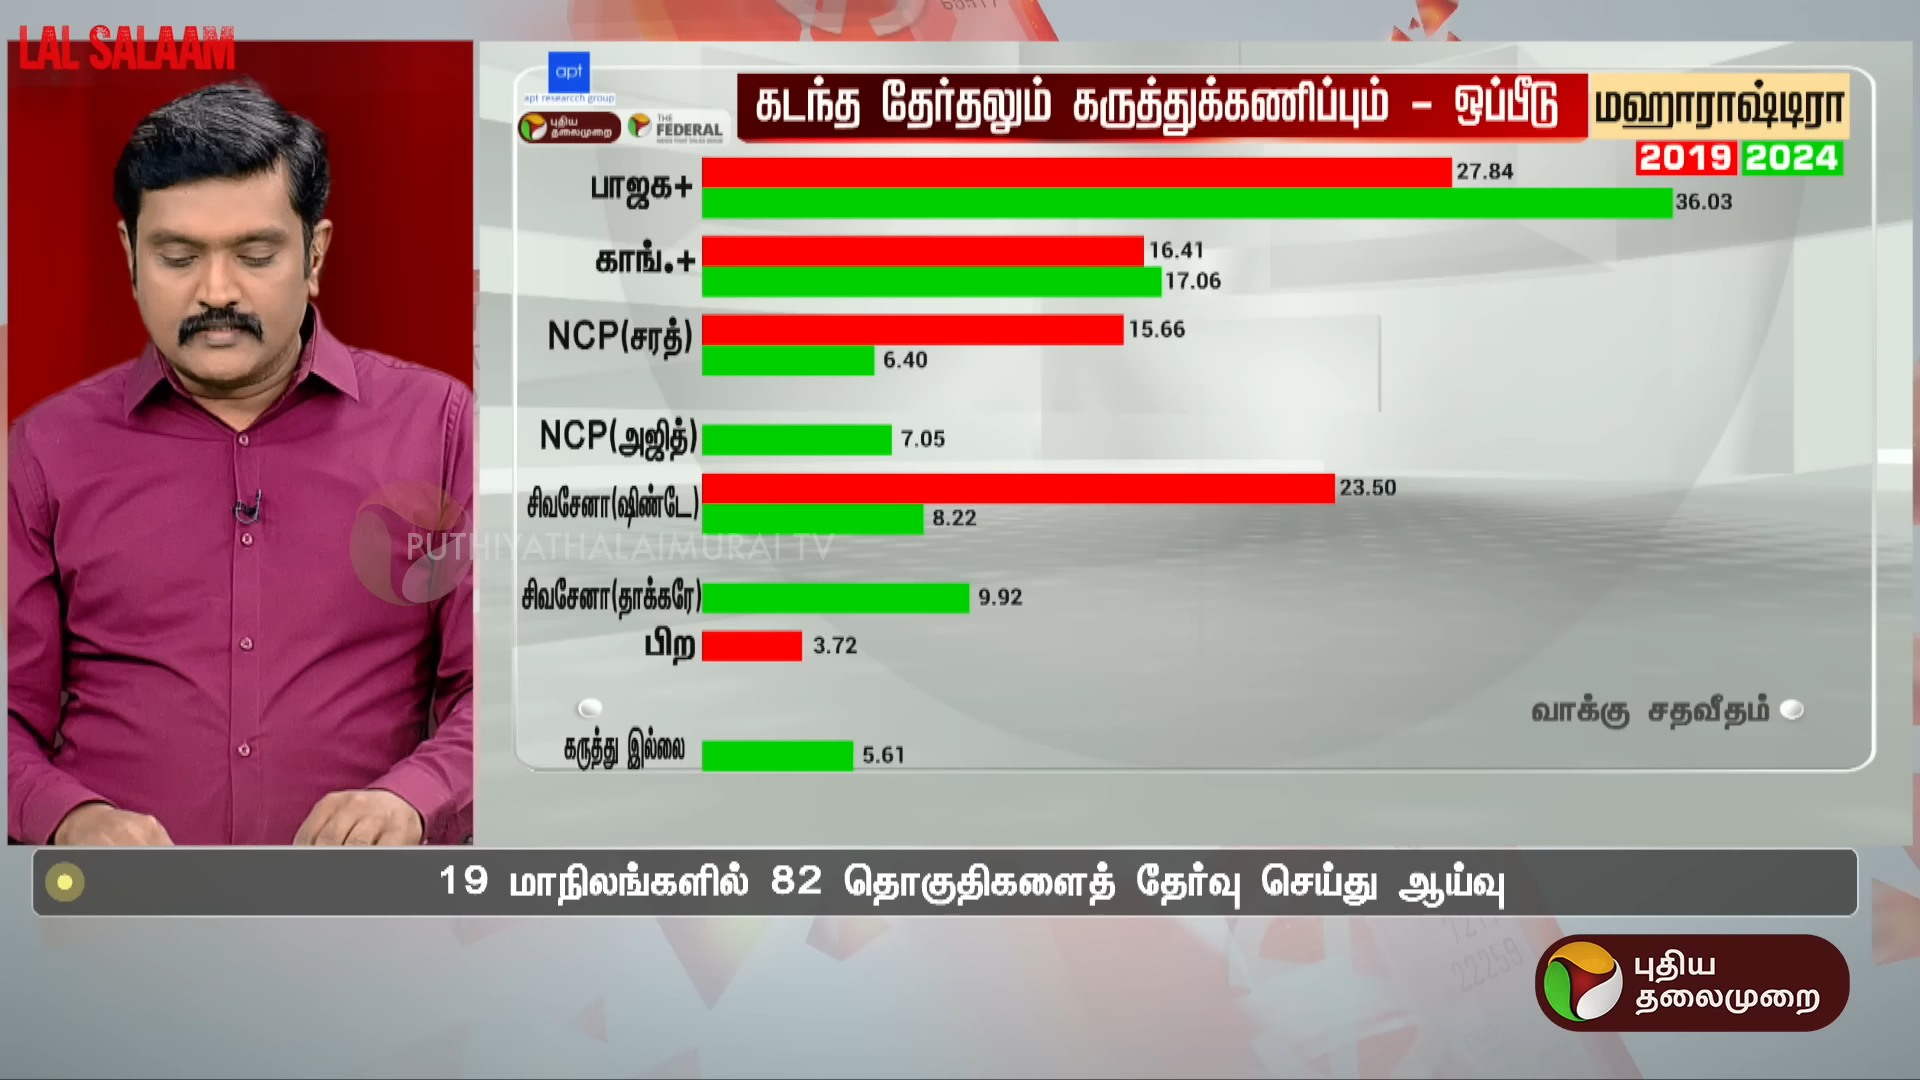 LAL SALAAM
apt
apt researcch group
புதிய
தலைமுறை
THE
FEDERAL
கடந்த தேர்தலும் கருத்துக்கணிப்பும் - ஒப்பீடு
மஹாராஷ்டிரா
2019 2024
பாஜக+ 27.84
36.03
காங்.+ 16.41
17.06
NCP(சரத்) 15.66
6.40
NCP(அஜித்) 7.05
சிவசேனா(ஷிண்டே) 23.50
8.22
PUTHIYATHALAIMURAI TV
சிவசேனா(தாக்கரே) 9.92
பிற 3.72
வாக்கு சதவீதம்
கருத்து இல்லை 5.61
19 மாநிலங்களில் 82 தொகுதிகளைத் தேர்வு செய்து ஆய்வு
புதிய
தலைமுறை